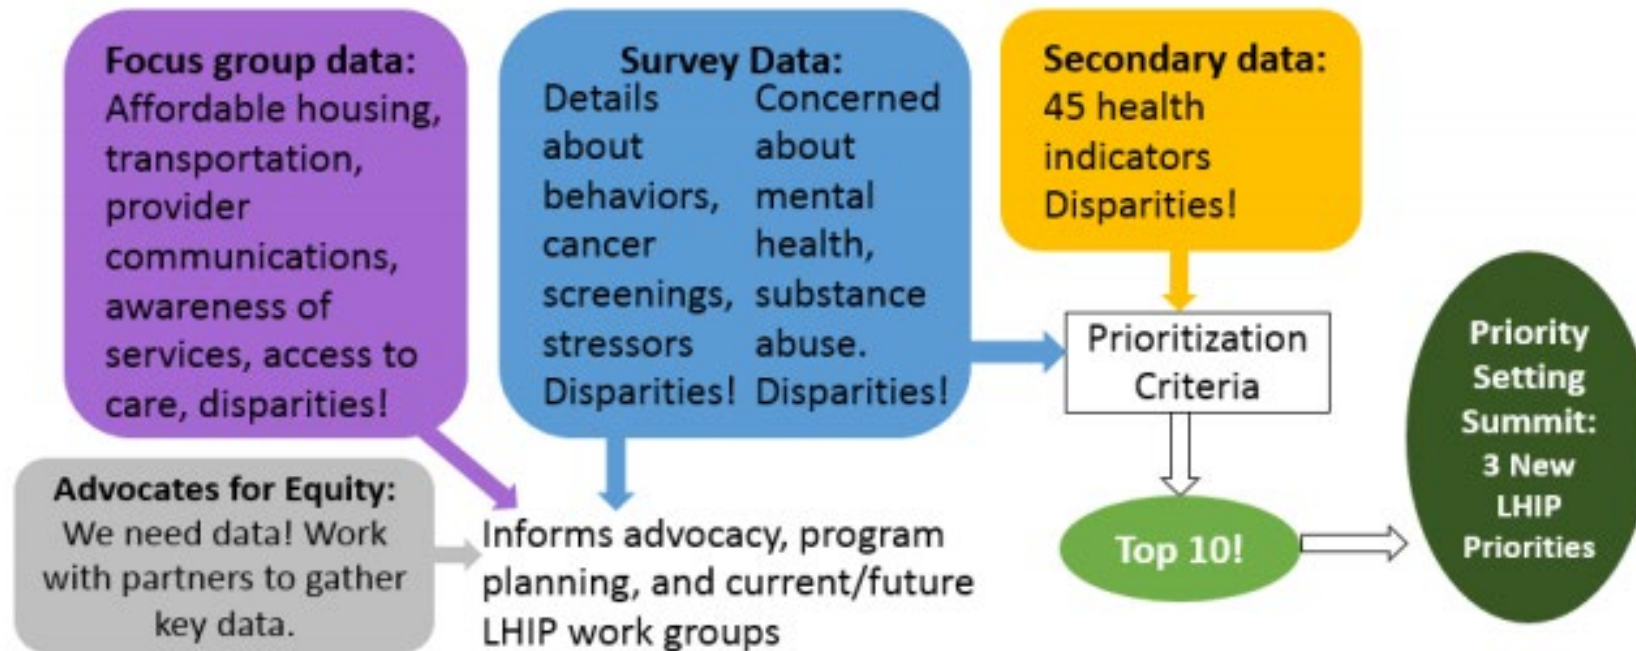 Focus group data:
Affordable housing,
transportation,
provider
communications,
awareness of
services, access to
care, disparities!
Survey Data:
Details
about
behaviors,
cancer
screenings,
stressors
Disparities!
Concerned
about
mental
health,
substance
abuse.
Disparities!
Secondary data:
45 health
indicators
Disparities!
Prioritization
Criteria
Priority
Setting
Summit:
3 New
LHIP
Priorities
Advocates for Equity:
We need data! Work
with partners to gather
key data.
Informs advocacy, program
planning, and current/future
LHIP work groups
Top 10!